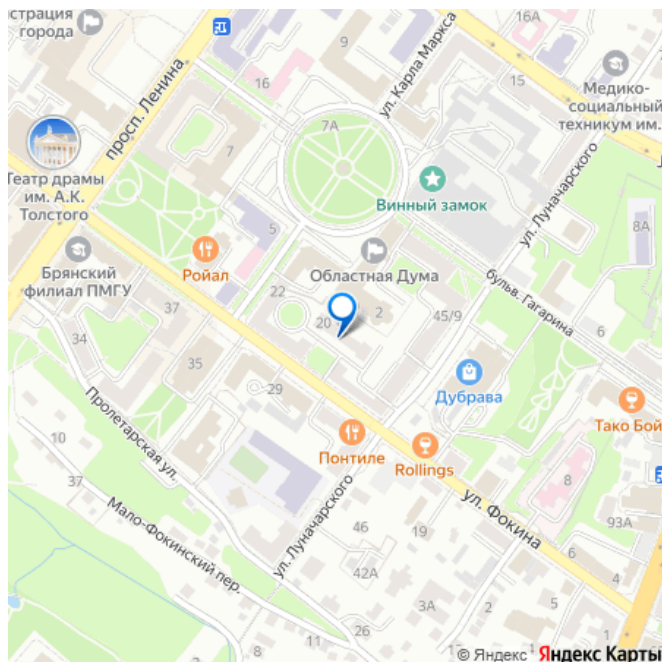 страция
города
просп. Ленина
9
16А
ул. Карла Маркса
16
15
Медико-
социальный
техникум им.
7А
7
Театр драмы
им. А.К.
Толстого
Винный замок
ул. Луначарского
8А
5
Ройал
Областная Дума
Брянский
филиал ПМГУ
бульв. Гагарина
22
37
20
2
45/9
6
34
35
Дубрава
29
Тако Бой
Пролетарская ул.
10
Понтиле
Rollings
37
8
ул. Фокина
93А
Мало-Фокинский пер.
ул. Луначарского
46
19
6
42А
4
3А
5
2
1
26
11
8
© Яндекс Яндекс Карты